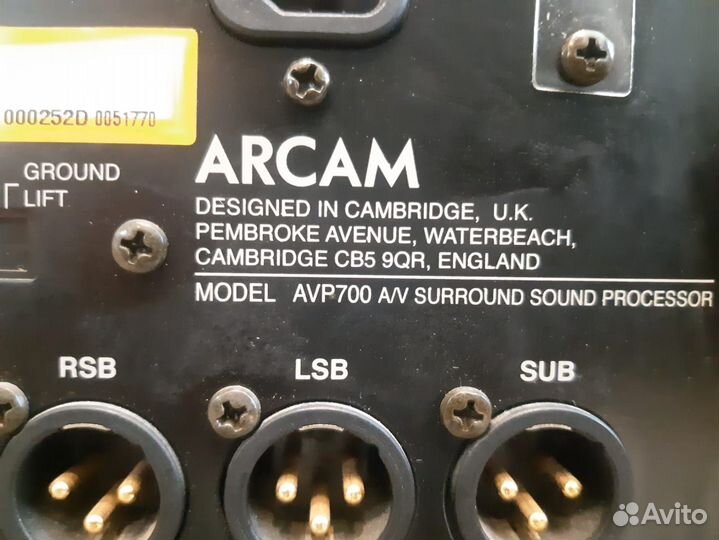 000252D 0051770
GROUND
LIFT
ARCAM
DESIGNED IN CAMBRIDGE, U.K.
PEMBROKE AVENUE, WATERBEACH,
CAMBRIDGE CB5 9QR, ENGLAND
MODEL AVP700 A/V SURROUND SOUND PROCESSOR
RSB LSB SUB
Avito